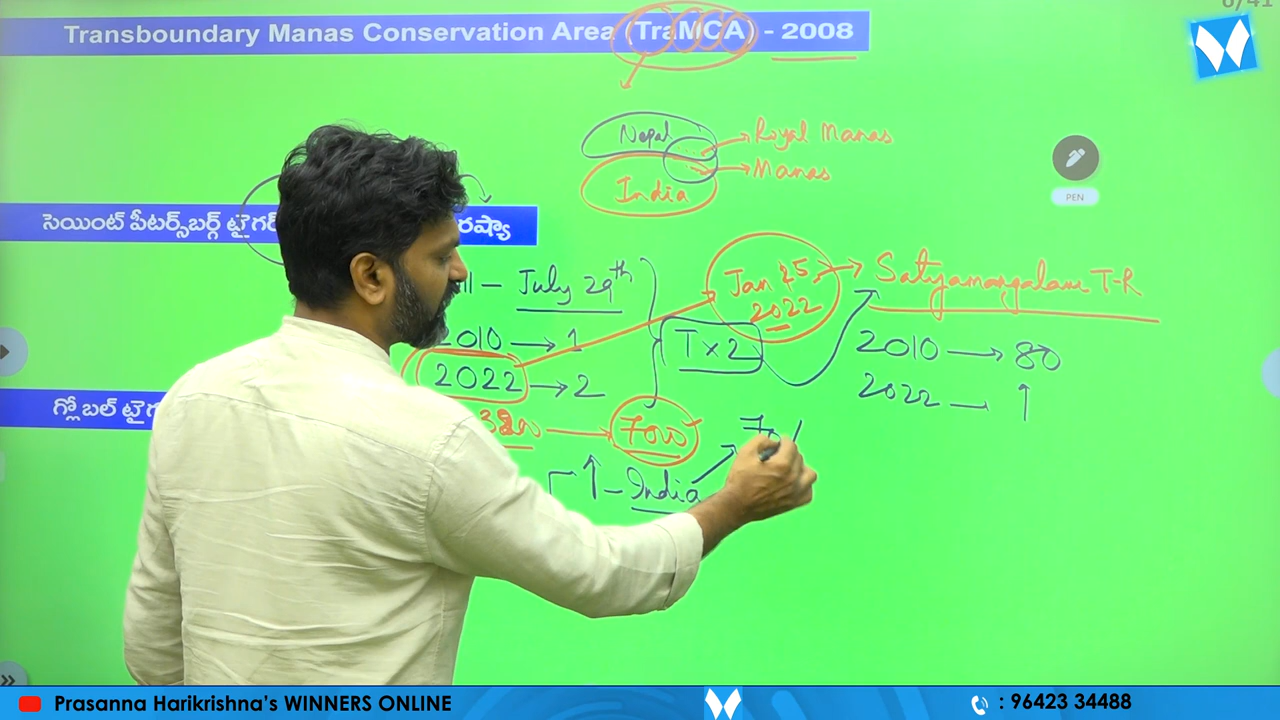 6/41
Transboundary Manas Conservation Area (TraMCA) - 2008
Nepal → Royal Manas
India → Manas
PEN
సెయింట్ పీటర్స్‌బర్గ్ టైగర్
రష్యా
July 29th
Jan 25, 2022 → Satyamangalam T-R
2010 → 1
T x 2
2010 → 80
2022 → 2
2022 → ↑
→ 7000
గ్లోబల్ టైగ
↑ - India
Prasanna Harikrishna's WINNERS ONLINE
: 96423 34488